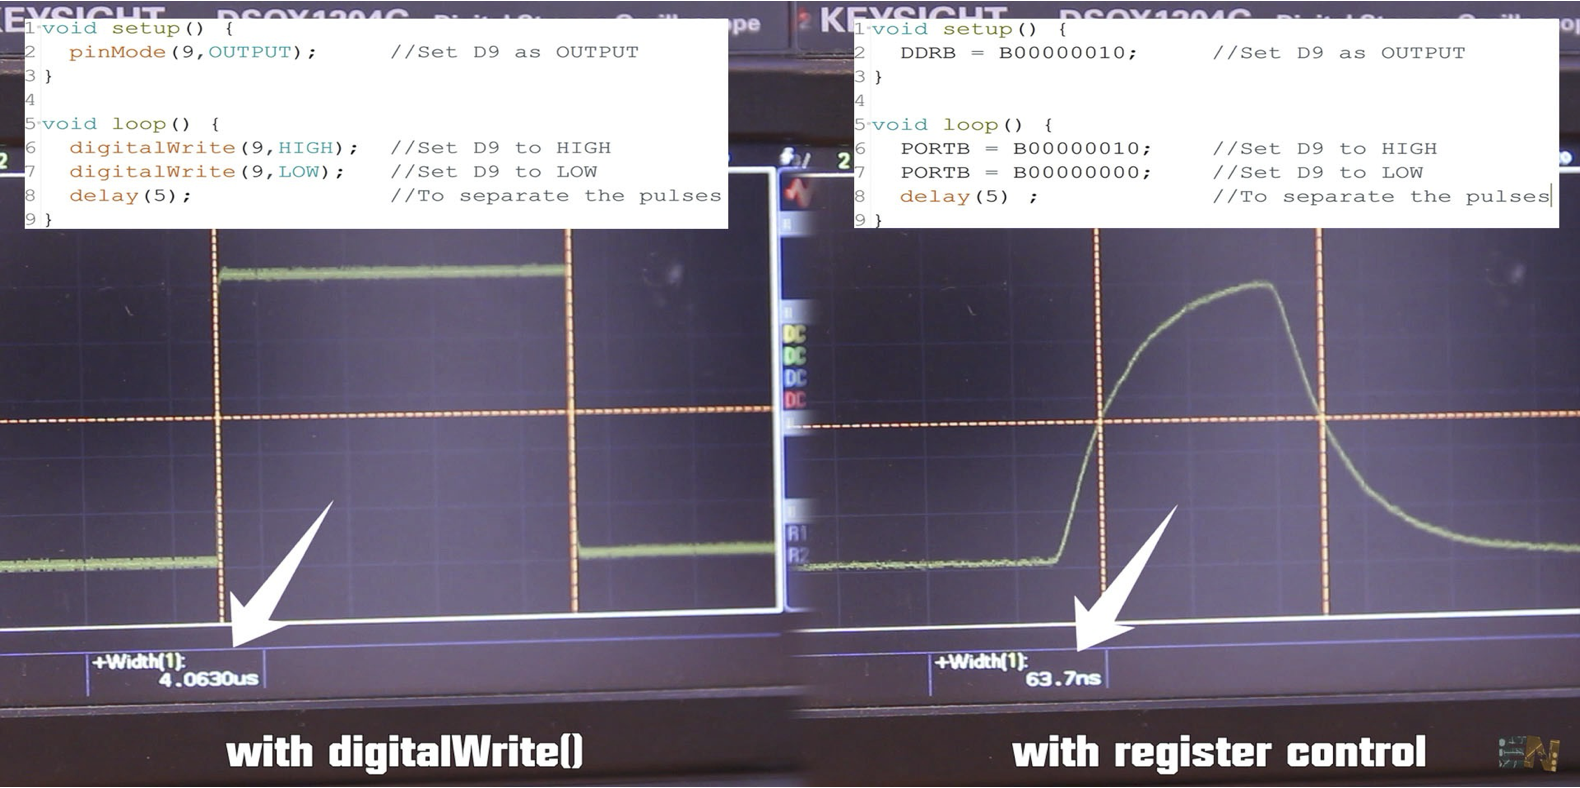 KEYSIGHT
DSOX1204G
1 void setup() {
2 pinMode(9,OUTPUT); //Set D9 as OUTPUT
3 }
4
5 void loop() {
6 digitalWrite(9,HIGH); //Set D9 to HIGH
7 digitalWrite(9,LOW); //Set D9 to LOW
8 delay(5); //To separate the pulses
9 }
2
DC
DC
DC
DC
R1
R2
+Width(1):
4.0630us
with digitalWrite()
2
KEYSIGHT
DSOX1204G
1 void setup() {
2 DDRB = B00000010; //Set D9 as OUTPUT
3 }
4
5 void loop() {
6 PORTB = B00000010; //Set D9 to HIGH
7 PORTB = B00000000; //Set D9 to LOW
8 delay(5) ; //To separate the pulses
9 }
2
+Width(1):
63.7ns
with register control
EN